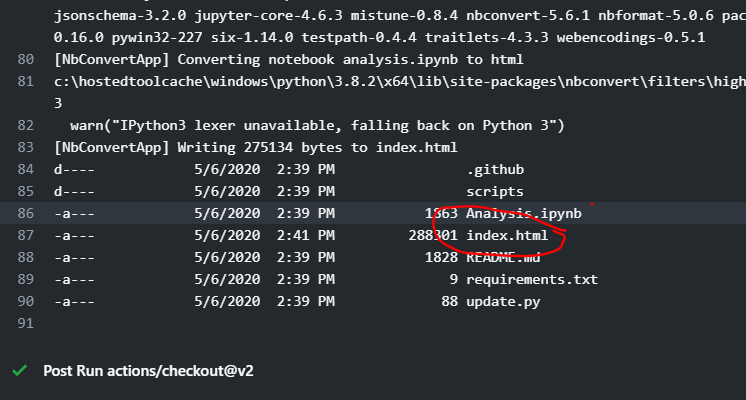 jsonschema-3.2.0 jupyter-core-4.6.3 mistune-0.8.4 nbconvert-5.6.1 nbformat-5.0.6 pac
0.16.0 pywin32-227 six-1.14.0 testpath-0.4.4 traitlets-4.3.3 webencodings-0.5.1
80 [NbConvertApp] Converting notebook analysis.ipynb to html
81 c:\hostedtoolcache\windows\python\3.8.2\x64\lib\site-packages\nbconvert\filters\high
3
82 warn("IPython3 lexer unavailable, falling back on Python 3")
83 [NbConvertApp] Writing 275134 bytes to index.html
84 d---- 5/6/2020 2:39 PM .github
85 d---- 5/6/2020 2:39 PM scripts
86 -a--- 5/6/2020 2:39 PM 1363 Analysis.ipynb
87 -a--- 5/6/2020 2:41 PM 288301 index.html
88 -a--- 5/6/2020 2:39 PM 1828 README.md
89 -a--- 5/6/2020 2:39 PM 9 requirements.txt
90 -a--- 5/6/2020 2:39 PM 88 update.py
91
Post Run actions/checkout@v2